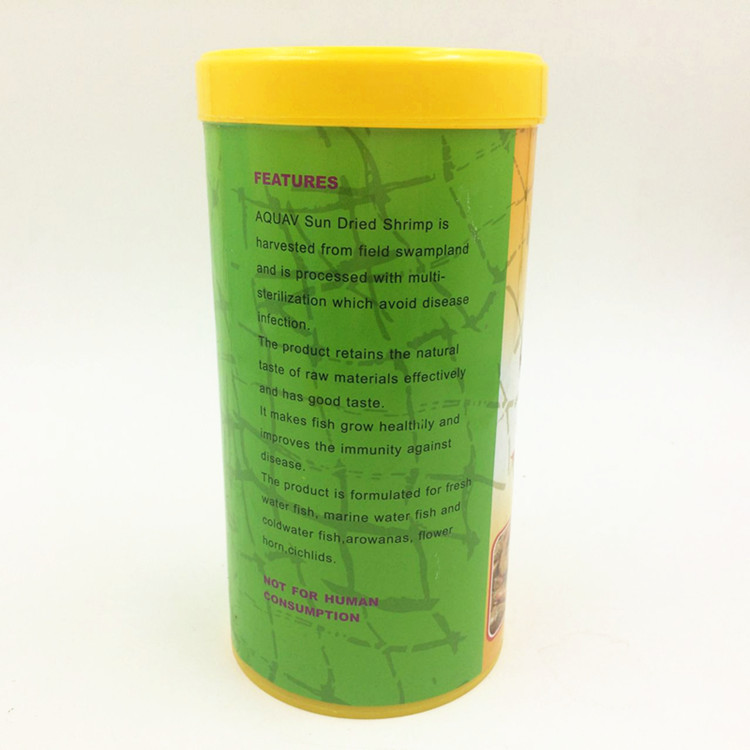 FEATURES
AQUAV Sun Dried Shrimp is
harvested from field swampland
and is processed with multi-
sterilization which avoid disease
infection.
The product retains the natural
taste of raw materials effectively
and has good taste.
It makes fish grow healthily and
improves the immunity against
disease.
The product is formulated for fresh
water fish, marine water fish and
coldwater fish,arowanas, flower
horn,cichlids.
NOT FOR HUMAN
CONSUMPTION